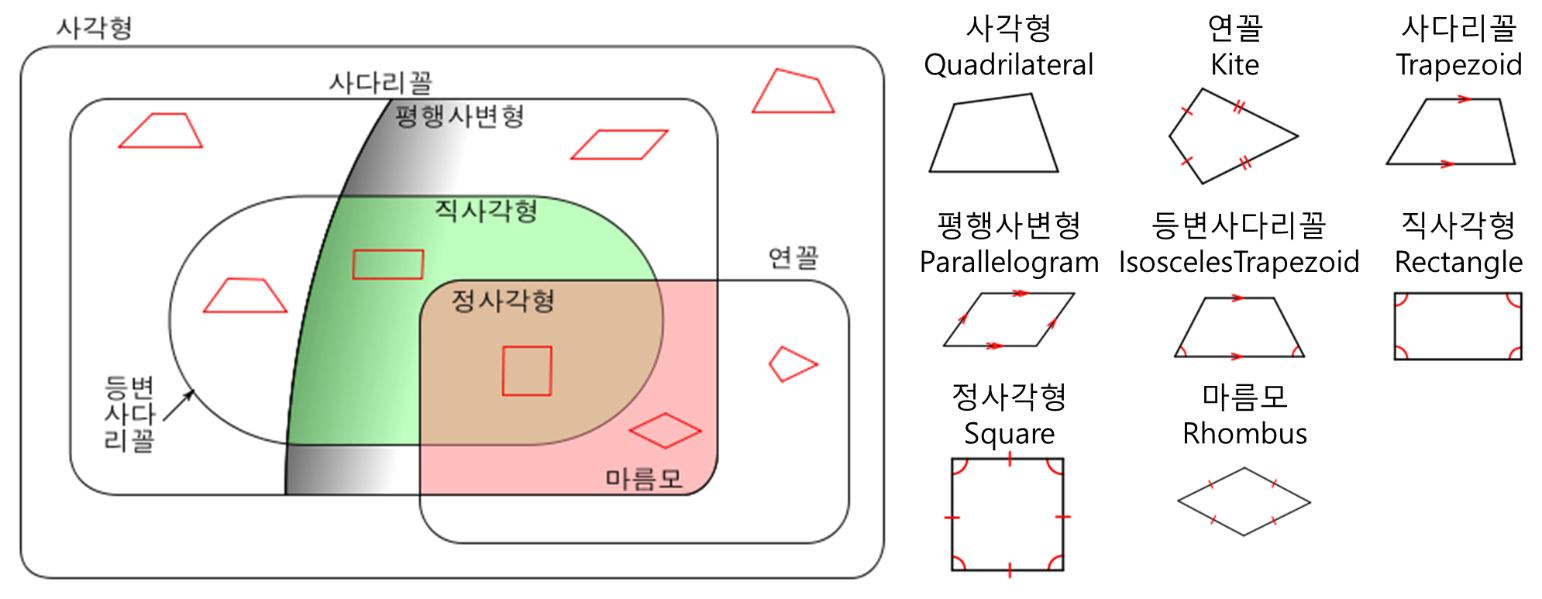 사각형
사다리꼴
평행사변형
직사각형
연꼴
정사각형
등변
사다
리꼴
마름모
사각형
Quadrilateral
연꼴
Kite
사다리꼴
Trapezoid
평행사변형
Parallelogram
등변사다리꼴
IsoscelesTrapezoid
직사각형
Rectangle
정사각형
Square
마름모
Rhombus